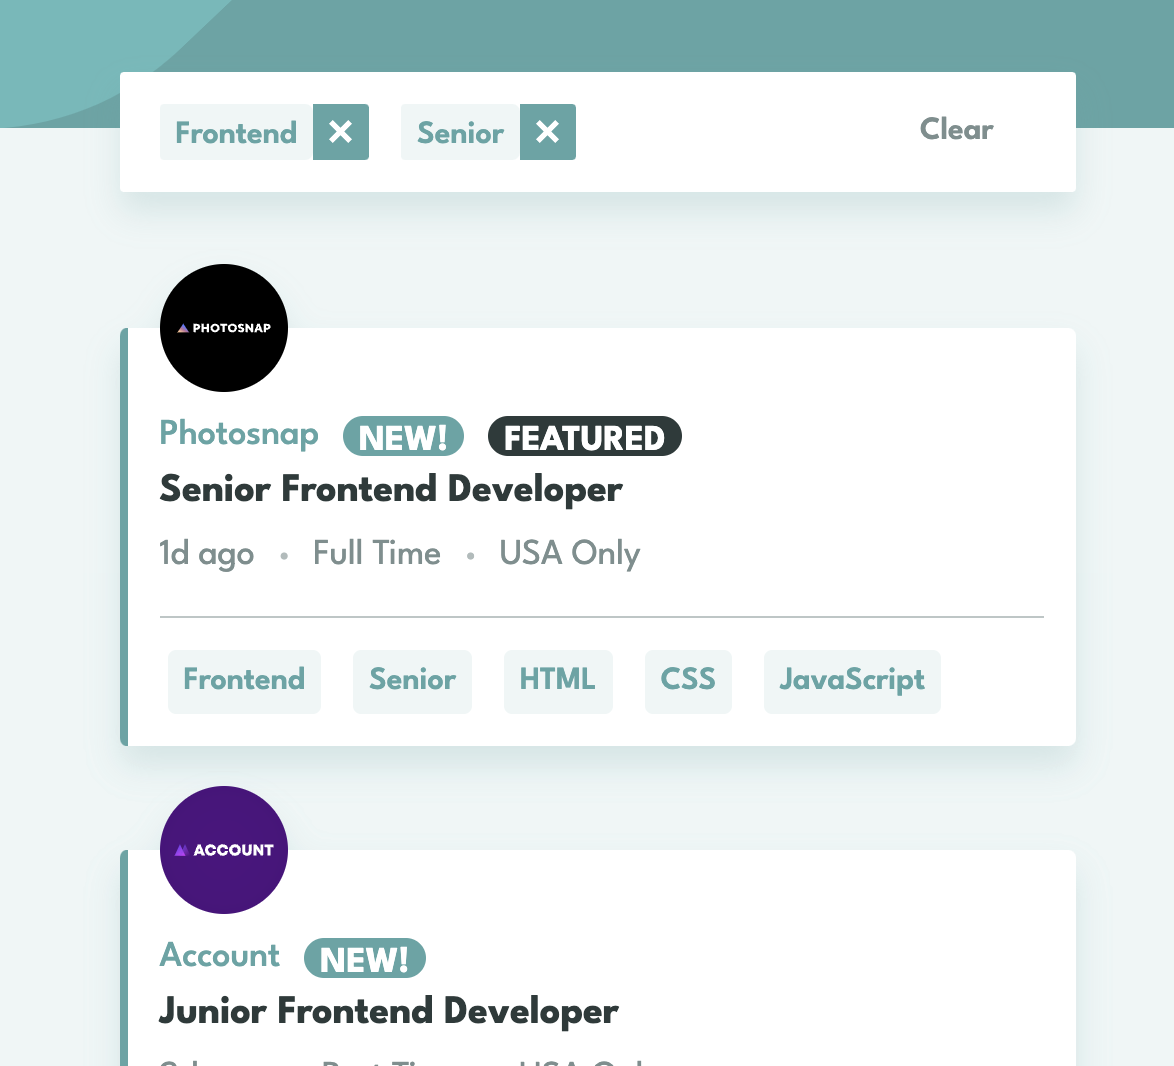 Frontend Senior Clear
PHOTOSNAP
Photosnap NEW! FEATURED
Senior Frontend Developer
1d ago • Full Time • USA Only
Frontend Senior HTML CSS JavaScript
ACCOUNT
Account NEW!
Junior Frontend Developer